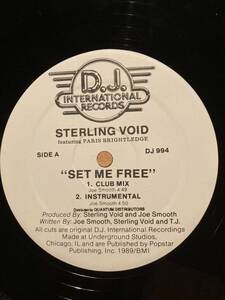 D.J.
INTERNATIONAL
RECORDS
STERLING VOID
featuring PARIS BRIGHTLEDGE
SIDE A
DJ 994
"SET ME FREE"
1. CLUB MIX
Joe Smooth 4:49
2. INSTRUMENTAL
Joe Smooth 4:50
Distributed by QUANTUM DISTRIBUTORS
Produced By: Sterling Void and Joe Smooth
Written By: Joe Smooth, Sterling Void and T.J.
All cuts are original D.J. International Recordings
Made at Underground Studios,
Chicago, IL and are Published by Popstar
Publishing, Inc. 1989/BMI